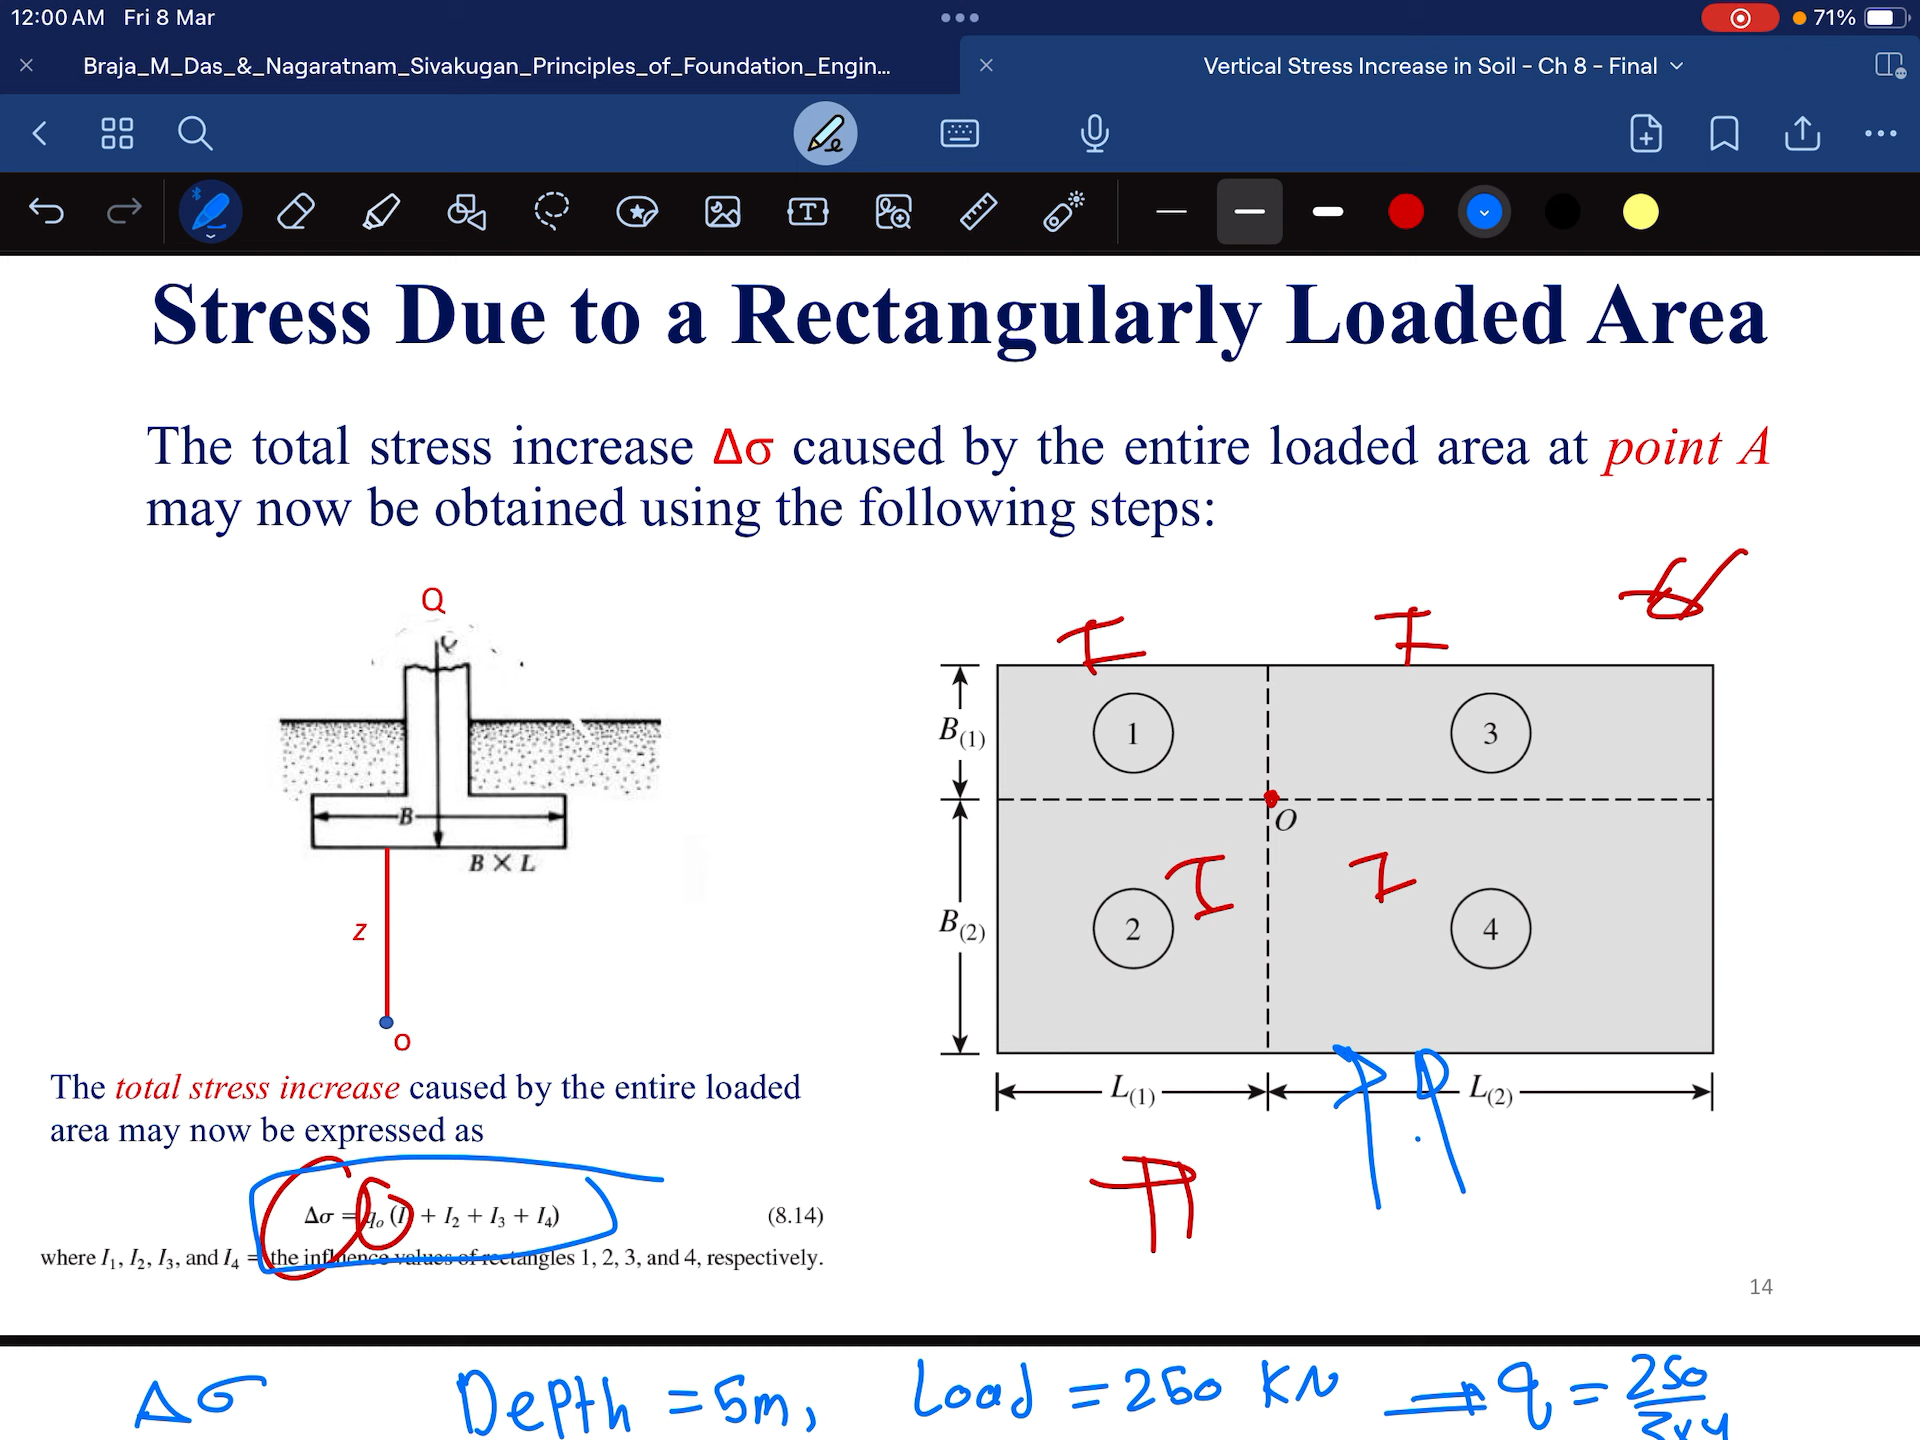 12:00 AM Fri 8 Mar
71%
Braja_M_Das_&_Nagaratnam_Sivakugan_Principles_of_Foundation_Engin...
Vertical Stress Increase in Soil - Ch 8 - Final
Stress Due to a Rectangularly Loaded Area
The total stress increase Δσ caused by the entire loaded area at point A
may now be obtained using the following steps:
Q
B
B X L
z
O
I I
B(1)
1 3
O
I I
B(2)
2 4
L(1) L(2)
The total stress increase caused by the entire loaded
area may now be expressed as
Δσ = qo (I + I2 + I3 + I4) (8.14)
where I1, I2, I3, and I4 = the influence values of rectangles 1, 2, 3, and 4, respectively.
14
Δσ Depth = 5m, Load = 250 KN ⇒ q = 250